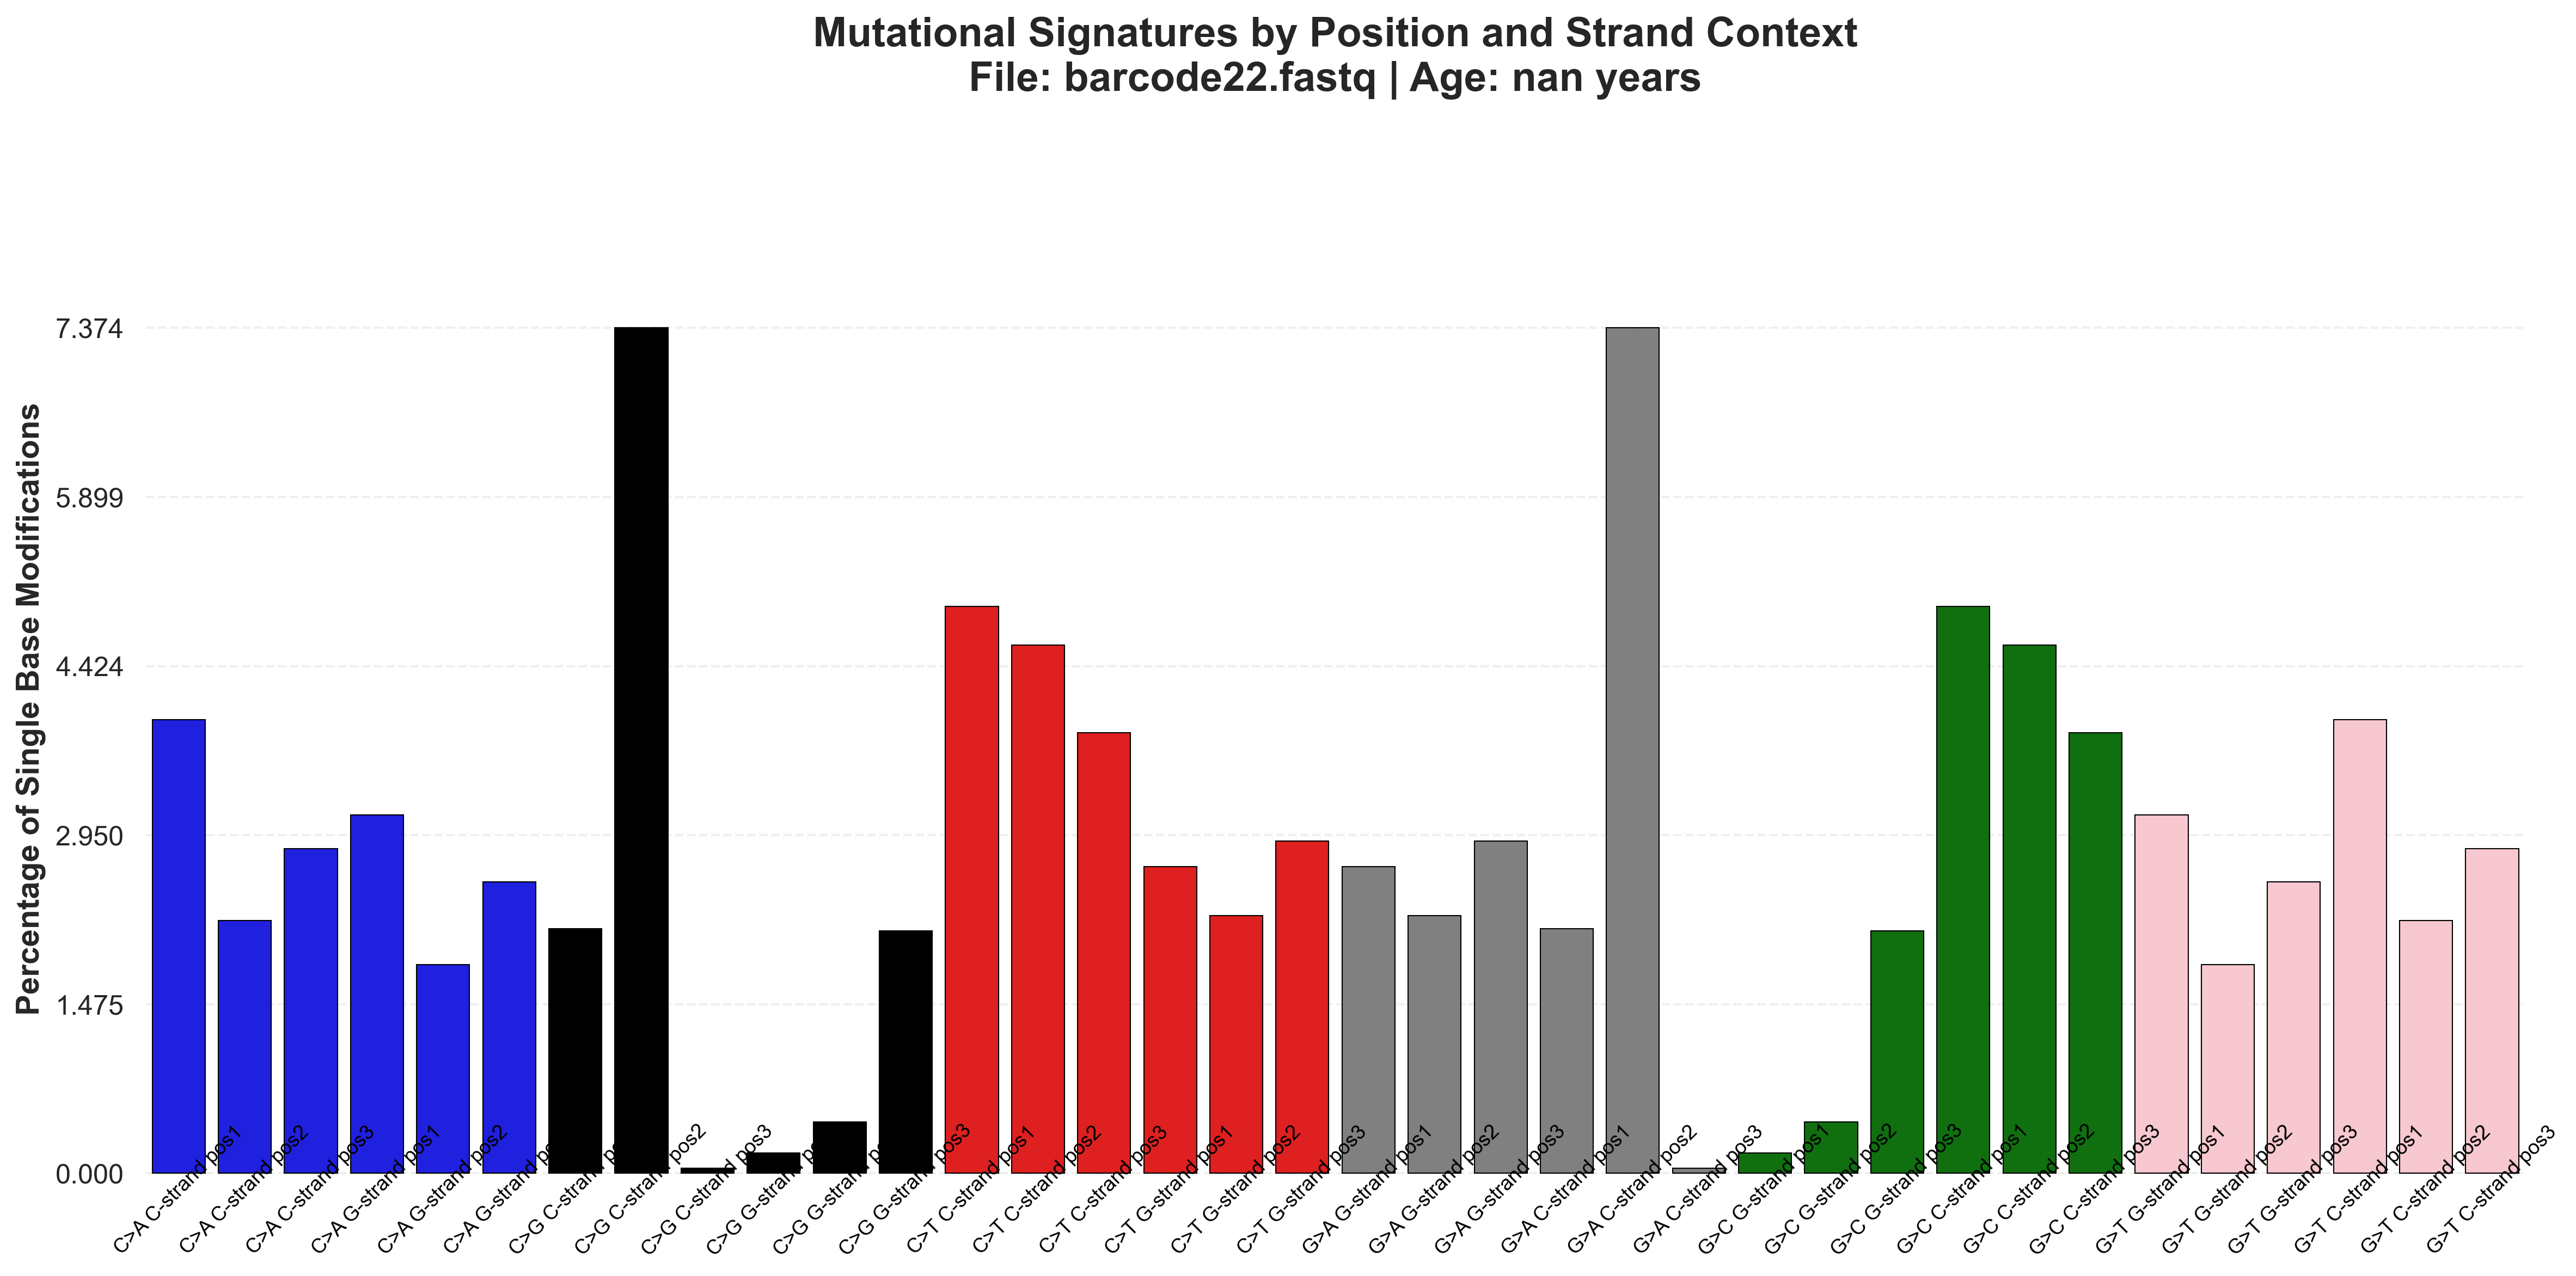 Mutational Signatures by Position and Strand Context
File: barcode22.fastq | Age: nan years
Percentage of Single Base Modifications
7.374
5.899
4.424
2.950
1.475
0.000
C>A C-strand pos1
C>A C-strand pos2
C>A C-strand pos3
C>A G-strand pos1
C>A G-strand pos2
C>A G-strand
C>G C-strand
C>G C-strand pos2
C>G C-strand pos3
C>G G-strand
C>G G-strand
C>G G-strand pos3
C>T C-strand pos1
C>T C-strand pos2
C>T C-strand pos3
C>T G-strand pos1
C>T G-strand pos2
C>T G-strand pos3
G>A G-strand pos1
G>A G-strand pos2
G>A G-strand pos3
G>A C-strand pos1
G>A C-strand pos2
G>A C-strand pos3
G>C G-strand pos1
G>C G-strand pos2
G>C G-strand pos3
G>C C-strand pos1
G>C C-strand pos2
G>C C-strand pos3
G>T G-strand pos1
G>T G-strand pos2
G>T G-strand pos3
G>T C-strand pos1
G>T C-strand pos2
G>T C-strand pos3